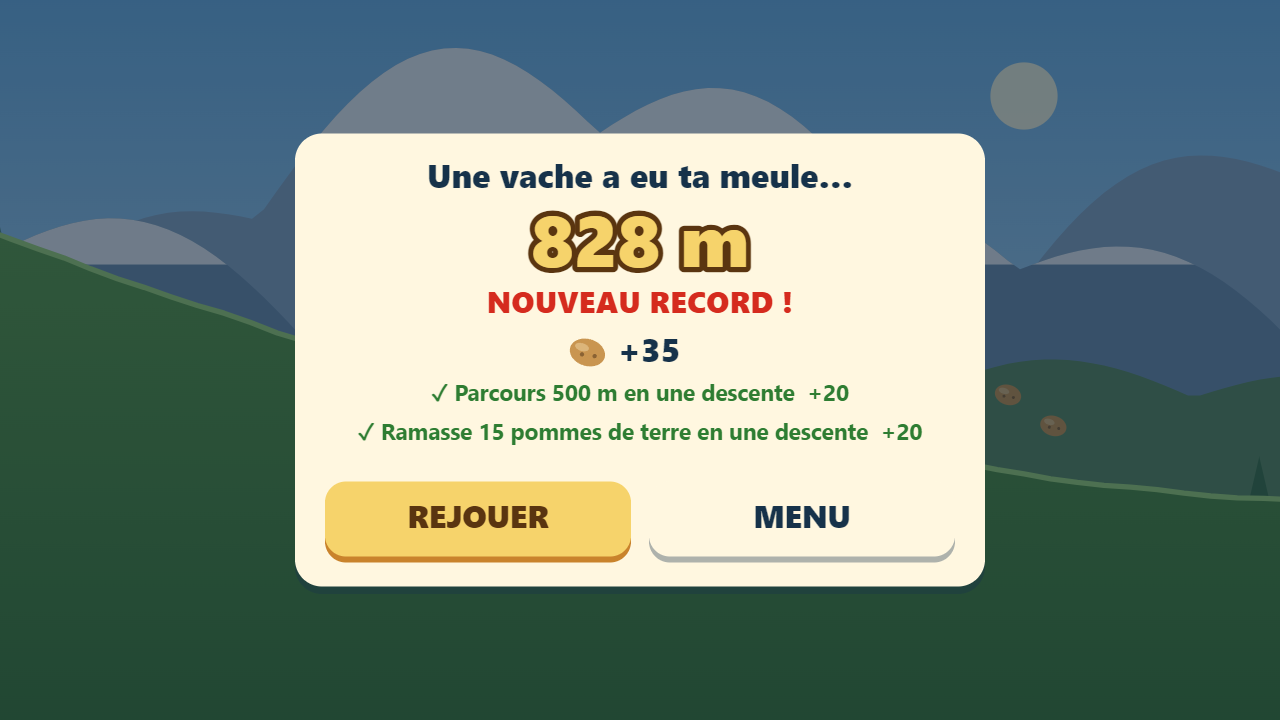 Une vache a eu ta meule...
828 m
NOUVEAU RECORD !
+35
✓ Parcours 500 m en une descente +20
✓ Ramasse 15 pommes de terre en une descente +20
REJOUER
MENU